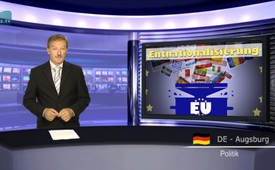 Entnationalisierung
EU
DE - Augsburg
Politik